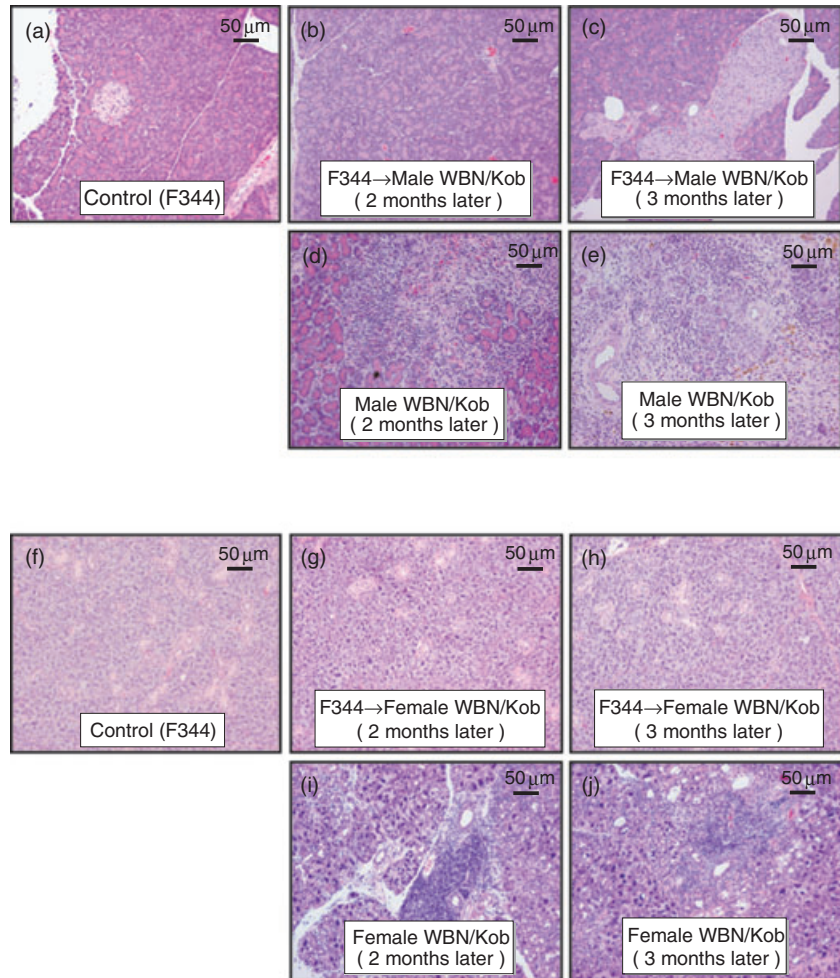 (a) 50 μm
Control (F344)
(b) 50 μm
F344→Male WBN/Kob
( 2 months later )
(c) 50 μm
F344→Male WBN/Kob
( 3 months later )
(d) 50 μm
Male WBN/Kob
( 2 months later )
(e) 50 μm
Male WBN/Kob
( 3 months later )
(f) 50 μm
Control (F344)
(g) 50 μm
F344→Female WBN/Kob
( 2 months later )
(h) 50 μm
F344→Female WBN/Kob
( 3 months later )
(i) 50 μm
Female WBN/Kob
( 2 months later )
(j) 50 μm
Female WBN/Kob
( 3 months later )